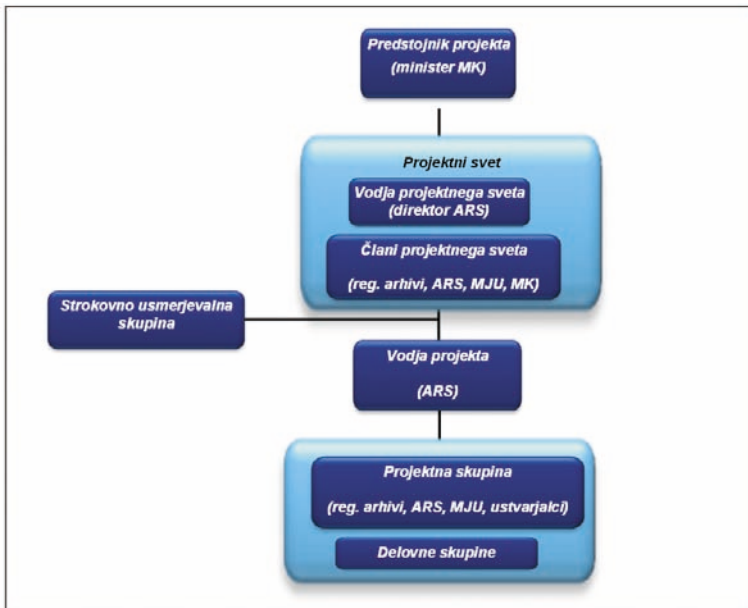 Predstojnik projekta
(minister MK)
Projektni svet
Vodja projektnega sveta
(direktor ARS)
Člani projektnega sveta
(reg. arhivi, ARS, MJU, MK)
Strokovno usmerjevalna
skupina
Vodja projekta
(ARS)
Projektna skupina
(reg. arhivi, ARS, MJU, ustvarjalci)
Delovne skupine